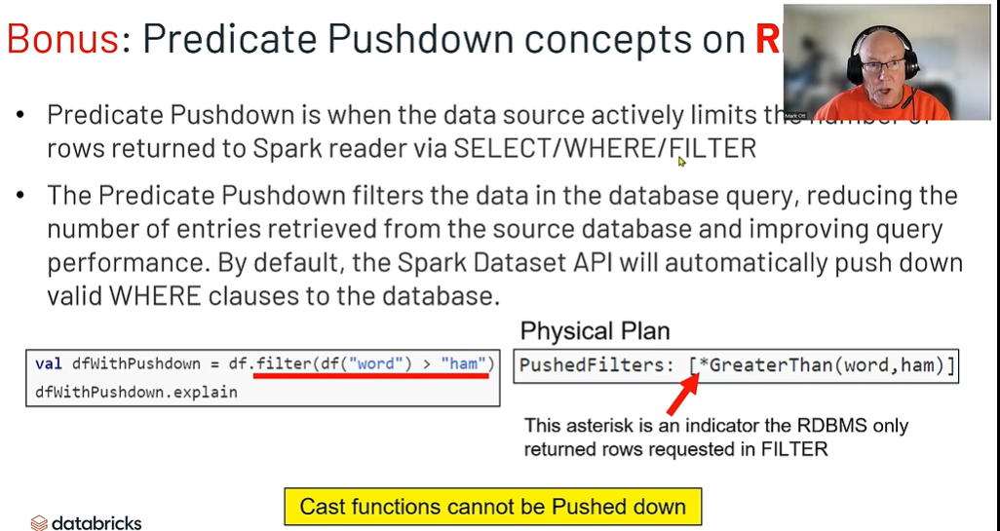 Bonus: Predicate Pushdown concepts on R
Mark Ott
• Predicate Pushdown is when the data source actively limits the number of
rows returned to Spark reader via SELECT/WHERE/FILTER
• The Predicate Pushdown filters the data in the database query, reducing the
number of entries retrieved from the source database and improving query
performance. By default, the Spark Dataset API will automatically push down
valid WHERE clauses to the database.
Physical Plan
val dfWithPushdown = df.filter(df("word") > "ham")
dfWithPushdown.explain
PushedFilters: [*GreaterThan(word,ham)]
This asterisk is an indicator the RDBMS only
returned rows requested in FILTER
Cast functions cannot be Pushed down
databricks